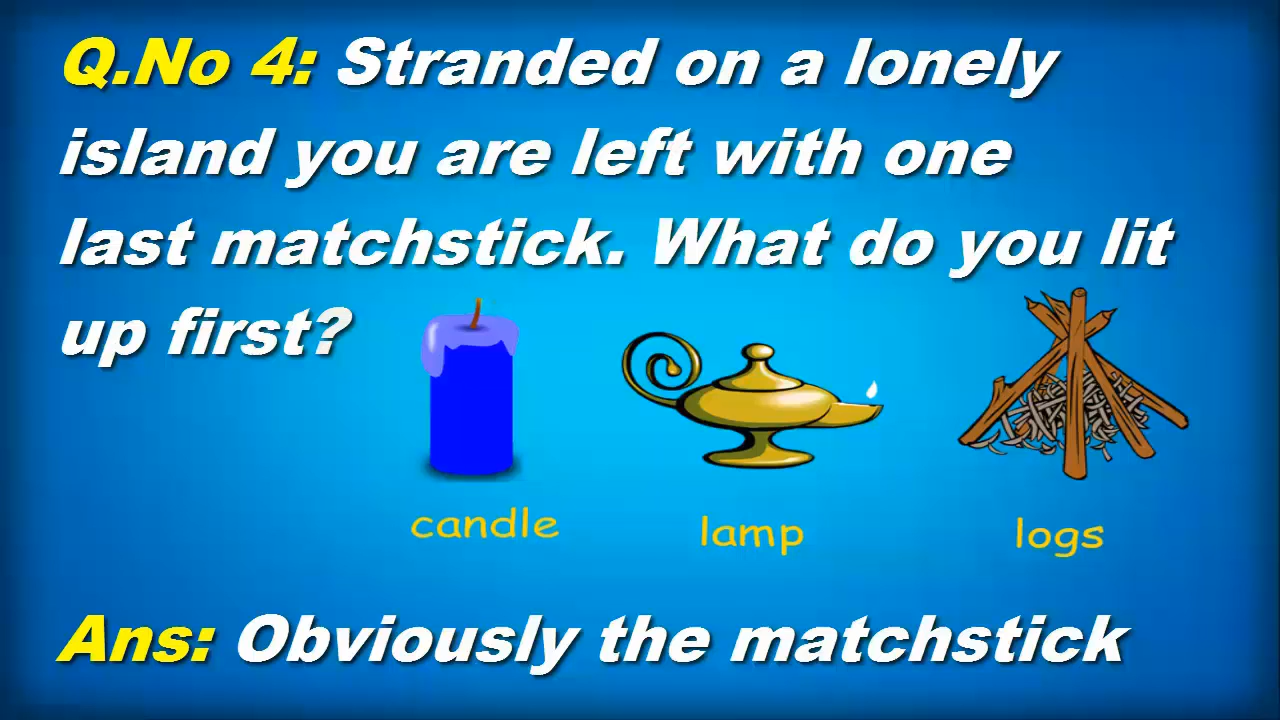 Q.No 4: Stranded on a lonely
island you are left with one
last matchstick. What do you lit
up first?
candle
lamp
logs
Ans: Obviously the matchstick